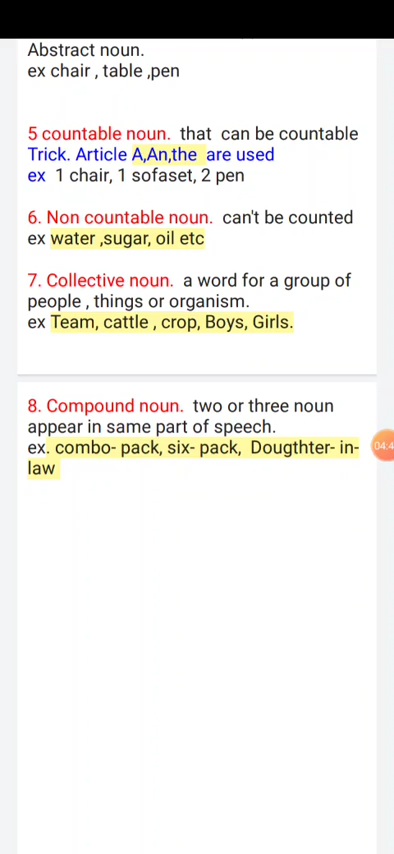 Abstract noun.
ex chair , table ,pen
5 countable noun.  that  can be countable
Trick. Article A,An,the  are used
ex  1 chair, 1 sofaset, 2 pen
6. Non countable noun.  can't be counted
ex water ,sugar, oil etc
7. Collective noun.  a word for a group of
people , things or organism.
ex Team, cattle , crop, Boys, Girls.
8. Compound noun.  two or three noun
appear in same part of speech.
ex. combo- pack, six- pack,  Dougthter- in-
law
04:4